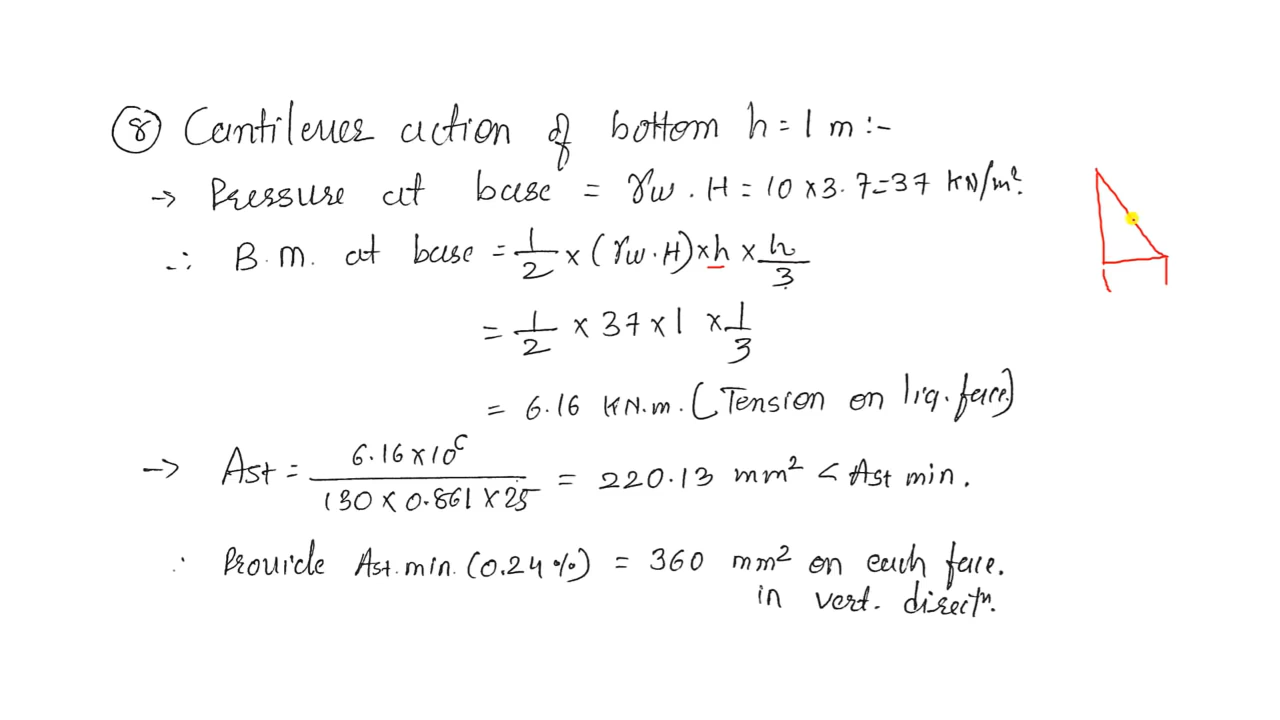 ⑧ Cantilever action of bottom h = 1 m :-
→ Pressure at base = γw . H = 10 x 3.7 = 37 KN/m².
∴ B.M. at base = 1/2 x (γw.H) x h x h/3
= 1/2 x 37 x 1 x 1/3
= 6.16 KN.m. (Tension on liq. face)
→ Ast = 6.16 x 10⁶ / 130 x 0.861 x 25 = 220.13 mm² < Ast min.
∴ Provide Ast. min. (0.24 %) = 360 mm² on each face.
in vert. directⁿ.